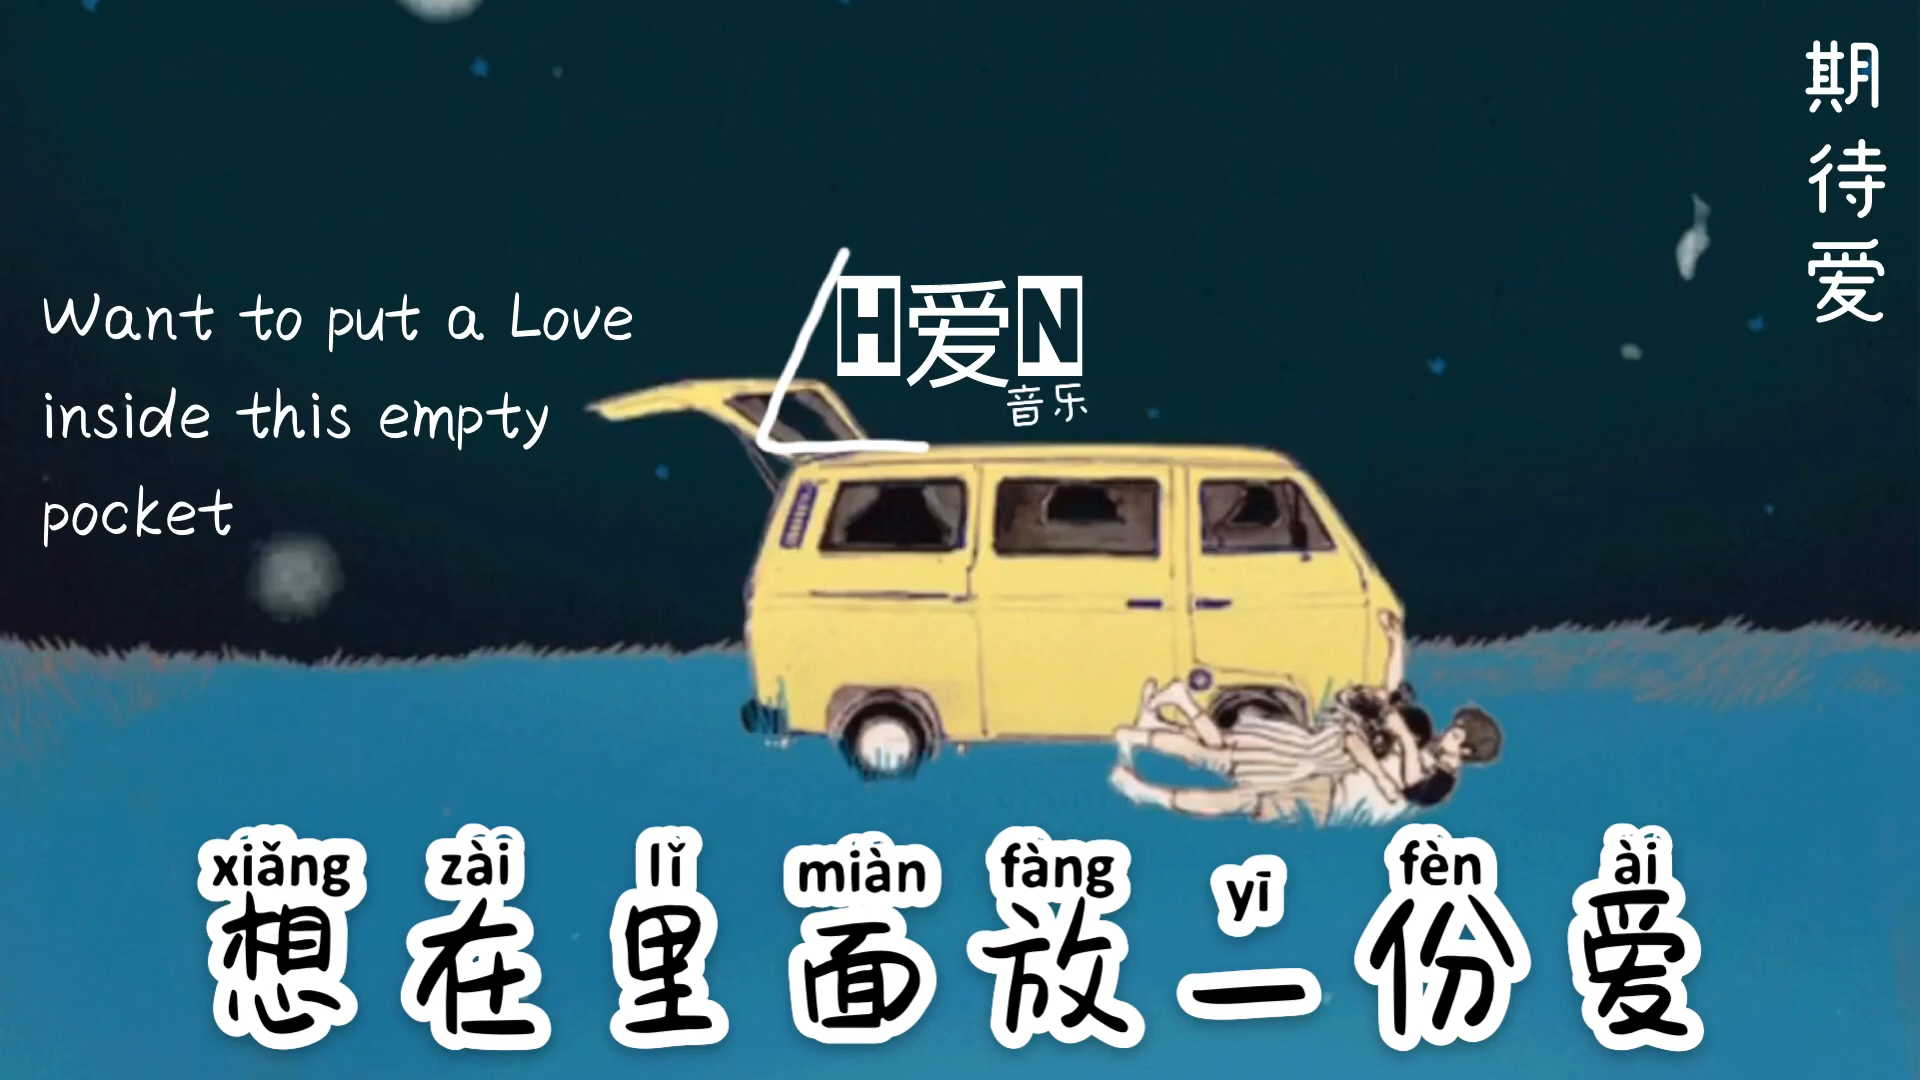 期待爱
H爱N
音乐
Want to put a Love
inside this empty
pocket
xiǎng zài lǐ miàn fàng yī fèn ài
想在里面放一份爱